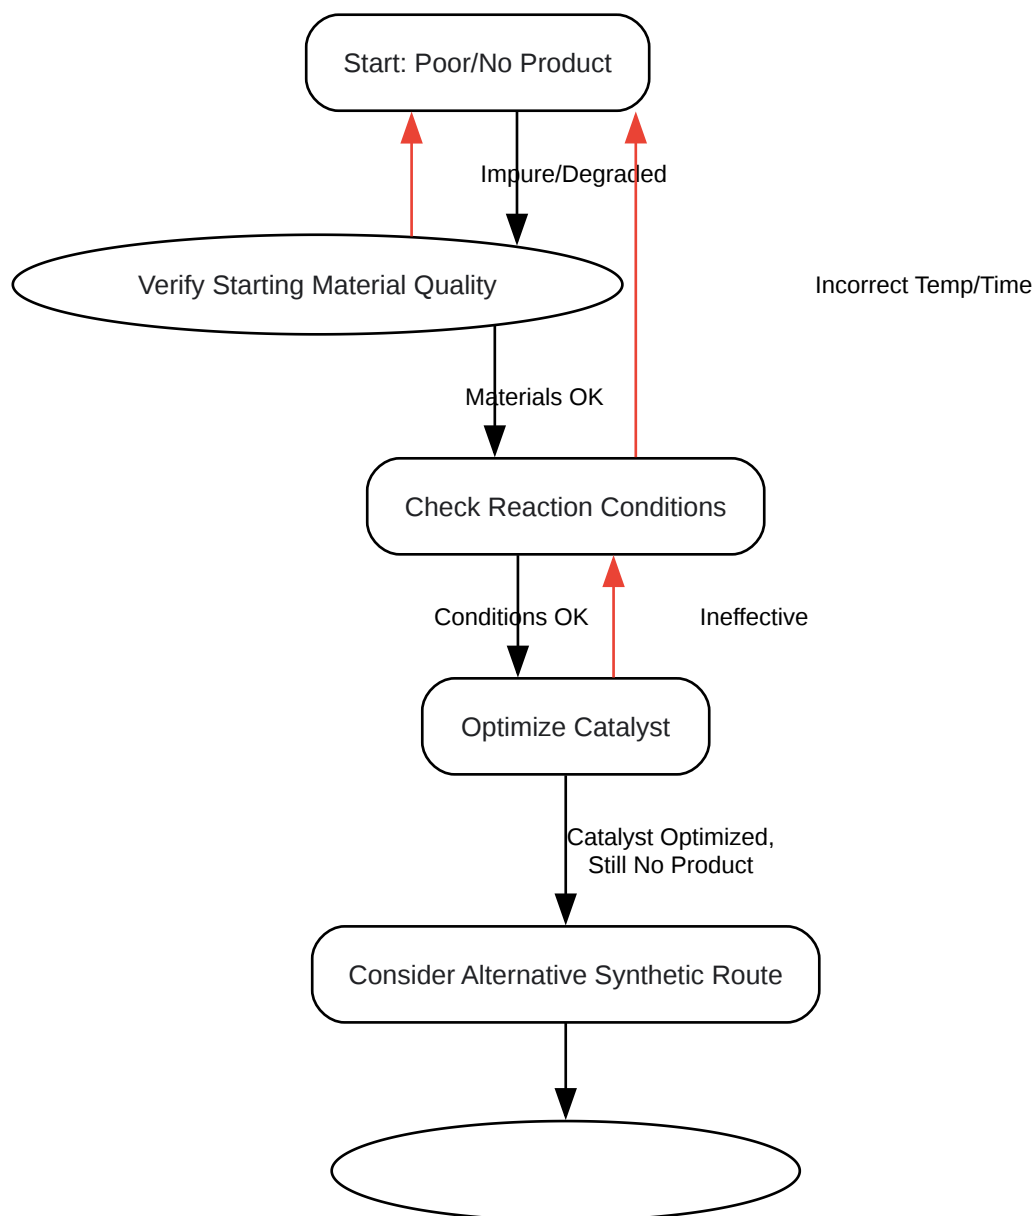 Start: Poor/No Product
Impure/Degraded
Verify Starting Material Quality
Incorrect Temp/Time
Materials OK
Check Reaction Conditions
Conditions OK
Ineffective
Optimize Catalyst
Catalyst Optimized,
Still No Product
Consider Alternative Synthetic Route